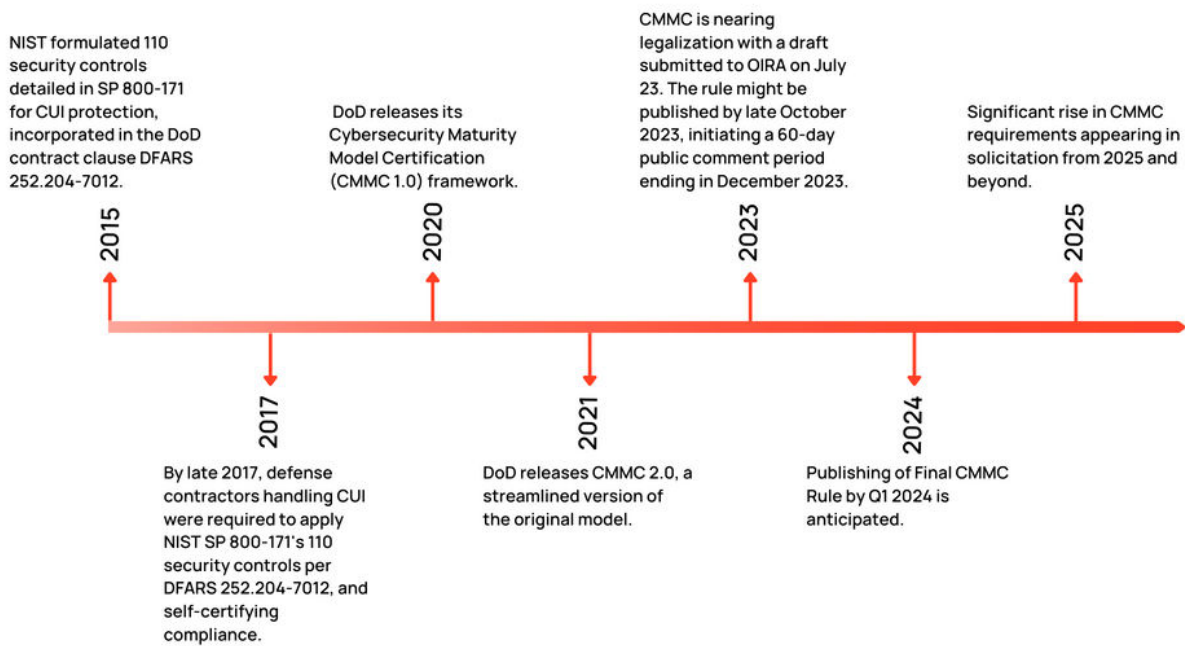 NIST formulated 110
security controls
detailed in SP 800-171
for CUI protection,
incorporated in the DoD
contract clause DFARS
252.204-7012.
2015
By late 2017, defense
contractors handling CUI
were required to apply
NIST SP 800-171's 110
security controls per
DFARS 252.204-7012, and
self-certifying
compliance.
2017
DoD releases its
Cybersecurity Maturity
Model Certification
(CMMC 1.0) framework.
2020
2021
DoD releases CMMC 2.0, a
streamlined version of
the original model.
CMMC is nearing
legalization with a draft
submitted to OIRA on July
23. The rule might be
published by late October
2023, initiating a 60-day
public comment period
ending in December 2023.
2023
2024
Publishing of Final CMMC
Rule by Q1 2024 is
anticipated.
Significant rise in CMMC
requirements appearing in
solicitation from 2025 and
beyond.
2025